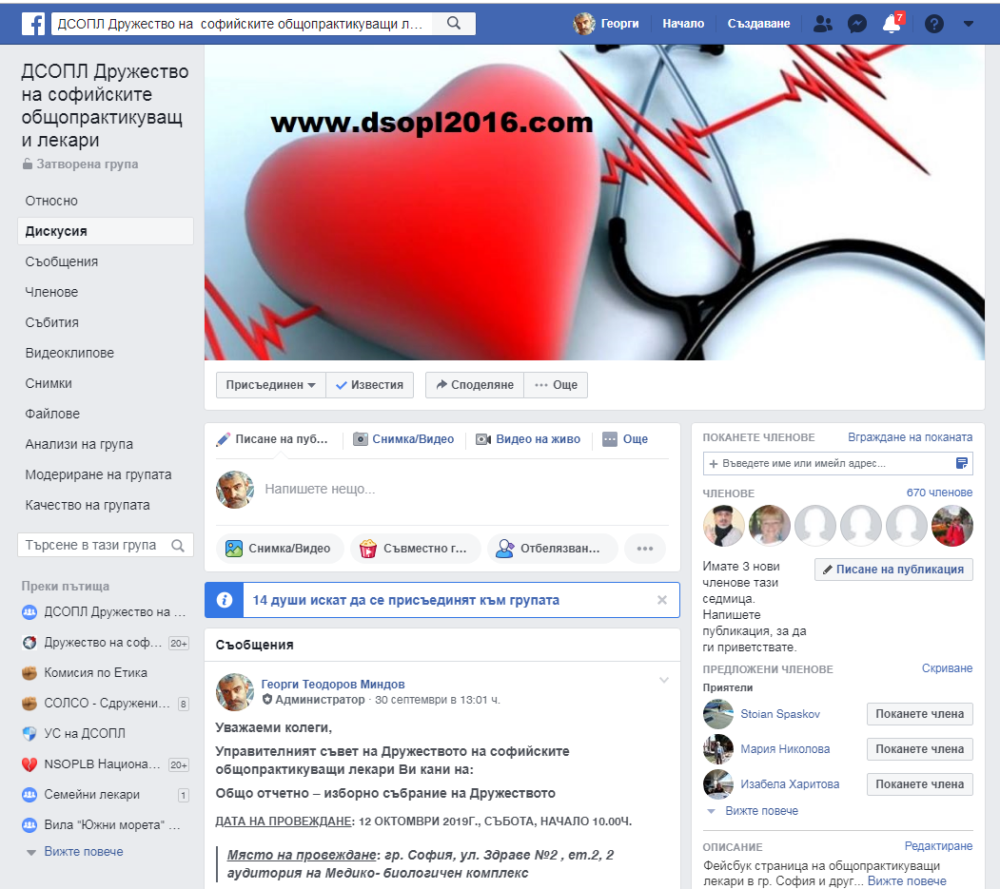 ДСОПЛ Дружество на софийските общопрактикуващи л...
Георги
Начало
Създаване
7
ДСОПЛ Дружество
на софийските
общопрактикуващ
и лекари
Затворена група
Относно
Дискусия
Съобщения
Членове
Събития
Видеоклипове
Снимки
Файлове
Анализи на група
Модериране на групата
Качество на групата
Търсене в тази група
Преки пътища
ДСОПЛ Дружество на ...
Дружество на соф... 20+
Комисия по Етика
СОЛСО - Сдружени... 8
УС на ДСОПЛ
NSOPLB Национа... 20+
Семейни лекари 1
Вила "Южни морета" ...
Вижте повече
www.dsopl2016.com
Присъединен
Известия
Споделяне
Още
Писане на пуб...
Снимка/Видео
Видео на живо
Още
Напишете нещо...
Снимка/Видео
Съвместно г...
Отбелязван...
14 души искат да се присъединят към групата
Съобщения
Георги Теодоров Миндов
Администратор · 30 септември в 13:01 ч.
Уважаеми колеги,
Управителният съвет на Дружеството на софийските
общопрактикуващи лекари Ви кани на:
Общо отчетно – изборно събрание на Дружеството
ДАТА НА ПРОВЕЖДАНЕ: 12 ОКТОМВРИ 2019Г., СЪБОТА, НАЧАЛО 10.00Ч.
Място на провеждане: гр. София, ул. Здраве №2 , ет.2, 2
аудитория на Медико- биологичен комплекс
ПОКАНЕТЕ ЧЛЕНОВЕ
Вграждане на поканата
+ Въведете име или имейл адрес...
ЧЛЕНОВЕ
670 членове
Имате 3 нови
членове тази
седмица.
Напишете
публикация, за да
ги приветствате.
Писане на публикация
ПРЕДЛОЖЕНИ ЧЛЕНОВЕ
Скриване
Приятели
Stoian Spaskov
Поканете члена
Мария Николова
Поканете члена
Изабела Харитова
Поканете члена
Вижте повече
ОПИСАНИЕ
Редактиране
Фейсбук страница на общопрактикуващи
лекари в гр. София и друг... Вижте повече